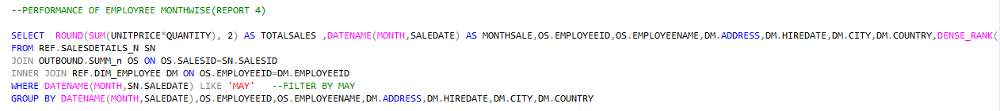 --PERFORMANCE OF EMPLOYREE MONTHWISE(REPORT 4)
SELECT  ROUND(SUM(UNITPRICE*QUANTITY), 2) AS TOTALSALES ,DATENAME(MONTH,SALEDATE) AS MONTHSALE,OS.EMPLOYEEID,OS.EMPLOYEENAME,DM.ADDRESS,DM.HIREDATE,DM.CITY,DM.COUNTRY,DENSE_RANK(
FROM REF.SALESDETAILS_N SN
JOIN OUTBOUND.SUMM_n OS ON OS.SALESID=SN.SALESID
INNER JOIN REF.DIM_EMPLOYEE DM ON OS.EMPLOYEEID=DM.EMPLOYEEID
WHERE DATENAME(MONTH,SN.SALEDATE) LIKE 'MAY'   --FILTER BY MAY
GROUP BY DATENAME(MONTH,SALEDATE),OS.EMPLOYEEID,OS.EMPLOYEENAME,DM.ADDRESS,DM.HIREDATE,DM.CITY,DM.COUNTRY